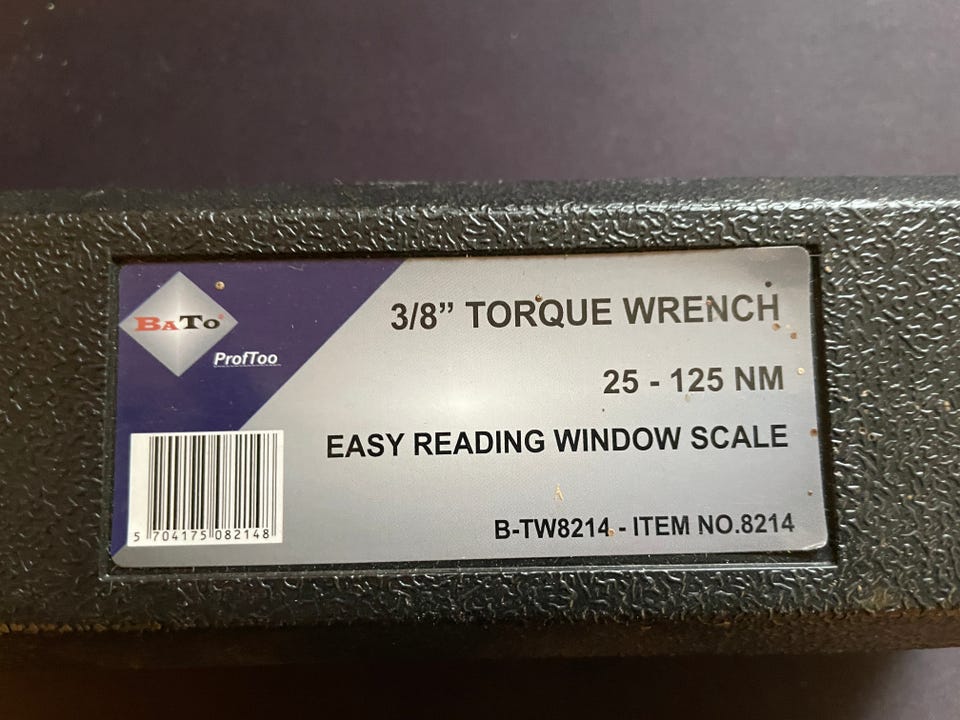 BATO®
ProfToo
3/8” TORQUE WRENCH
25 - 125 NM
EASY READING WINDOW SCALE
B-TW8214 - ITEM NO.8214
5 704175 082148